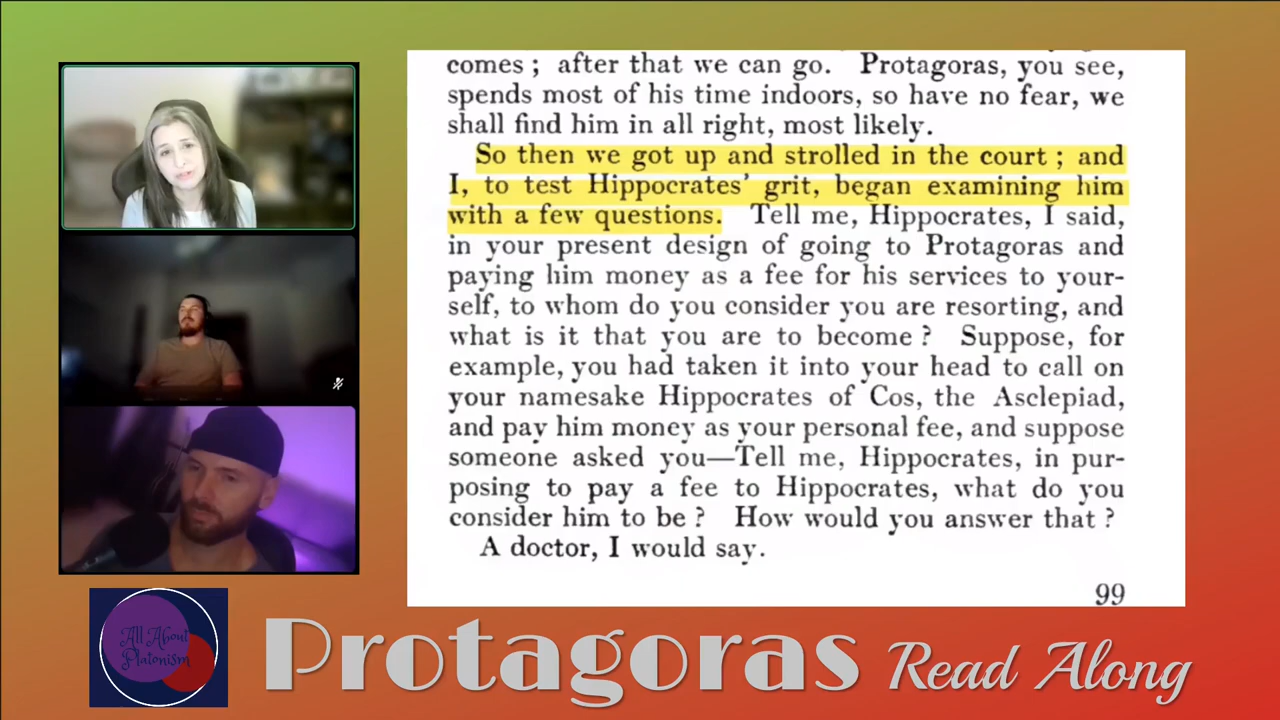 comes ; after that we can go. Protagoras, you see,
spends most of his time indoors, so have no fear, we
shall find him in all right, most likely.
So then we got up and strolled in the court ; and
I, to test Hippocrates’ grit, began examining him
with a few questions. Tell me, Hippocrates, I said,
in your present design of going to Protagoras and
paying him money as a fee for his services to your-
self, to whom do you consider you are resorting, and
what is it that you are to become ? Suppose, for
example, you had taken it into your head to call on
your namesake Hippocrates of Cos, the Asclepiad,
and pay him money as your personal fee, and suppose
someone asked you—Tell me, Hippocrates, in pur-
posing to pay a fee to Hippocrates, what do you
consider him to be ? How would you answer that ?
A doctor, I would say.
99
All About
Platonism
Protagoras Read Along